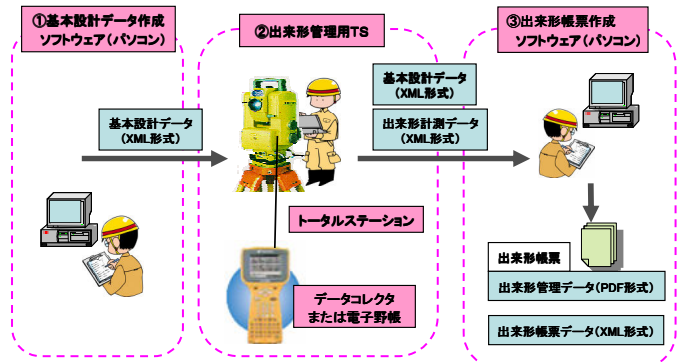 ①基本設計データ作成
ソフトウェア(パソコン)
②出来形管理用TS
③出来形帳票作成
ソフトウェア(パソコン)
基本設計データ
(XML形式)
基本設計データ
(XML形式)
出来形計測データ
(XML形式)
トータルステーション
データコレクタ
または電子野帳
出来形帳票
出来形管理データ(PDF形式)
出来形帳票データ(XML形式)